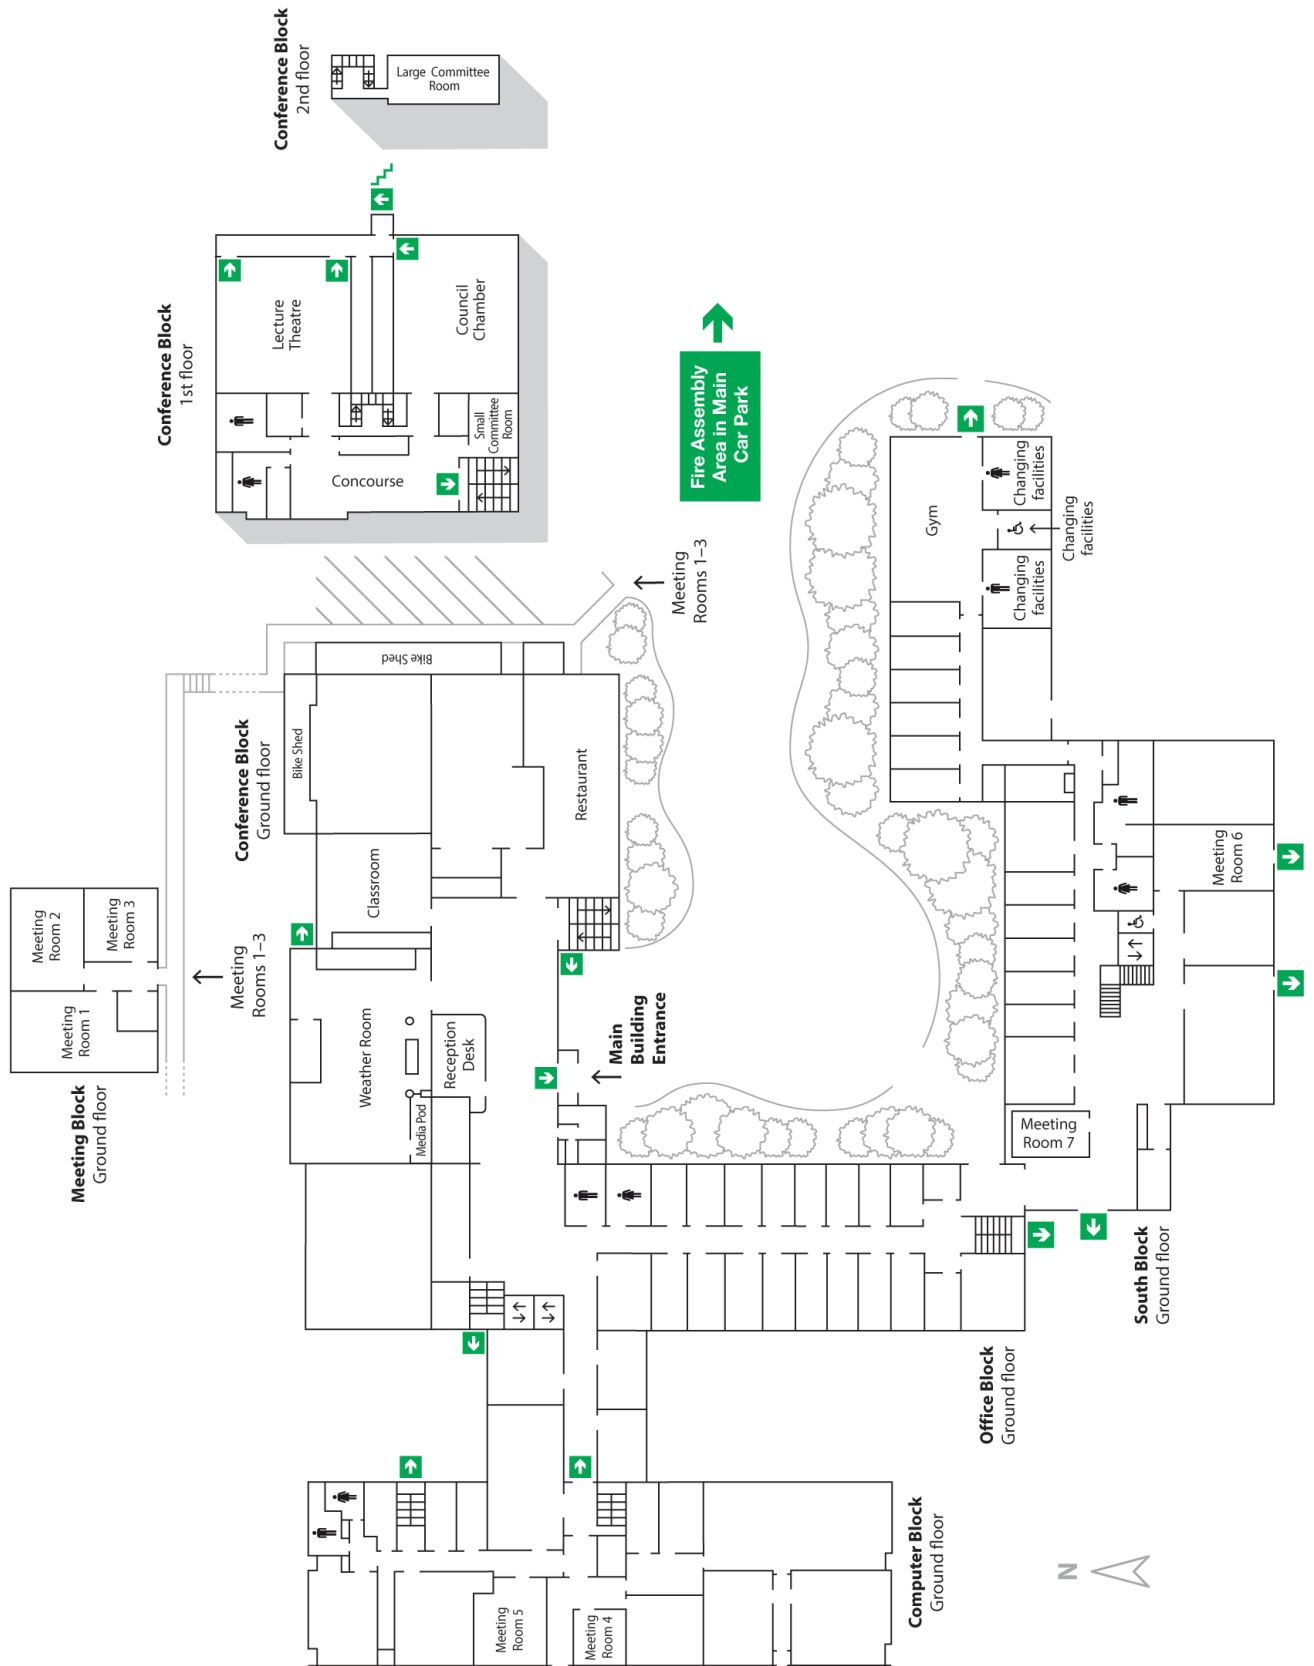 Conference Block
2nd floor
Large Committee
Room
Conference Block
1st floor
Lecture
Theatre
Council
Chamber
Small
Committee
Room
Concourse
Fire Assembly
Area in Main
Car Park
Meeting
Rooms 1–3
Gym
Changing
facilities
Changing
facilities
Changing
facilities
Bike Shed
Bike Shed
Conference Block
Ground floor
Restaurant
Classroom
Meeting
Room 2
Meeting
Room 3
Meeting
Room 1
Meeting
Rooms 1–3
Meeting Block
Ground floor
Weather Room
Reception
Desk
Media Pod
Main
Building
Entrance
Meeting
Room 6
Meeting
Room 7
South Block
Ground floor
Office Block
Ground floor
Computer Block
Ground floor
Meeting
Room 5
Meeting
Room 4
N